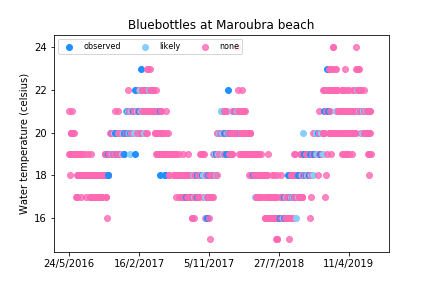 Bluebottles at Maroubra beach
observed likely none
Water temperature (celsius)
24
22
20
18
16
24/5/2016 16/2/2017 5/11/2017 27/7/2018 11/4/2019